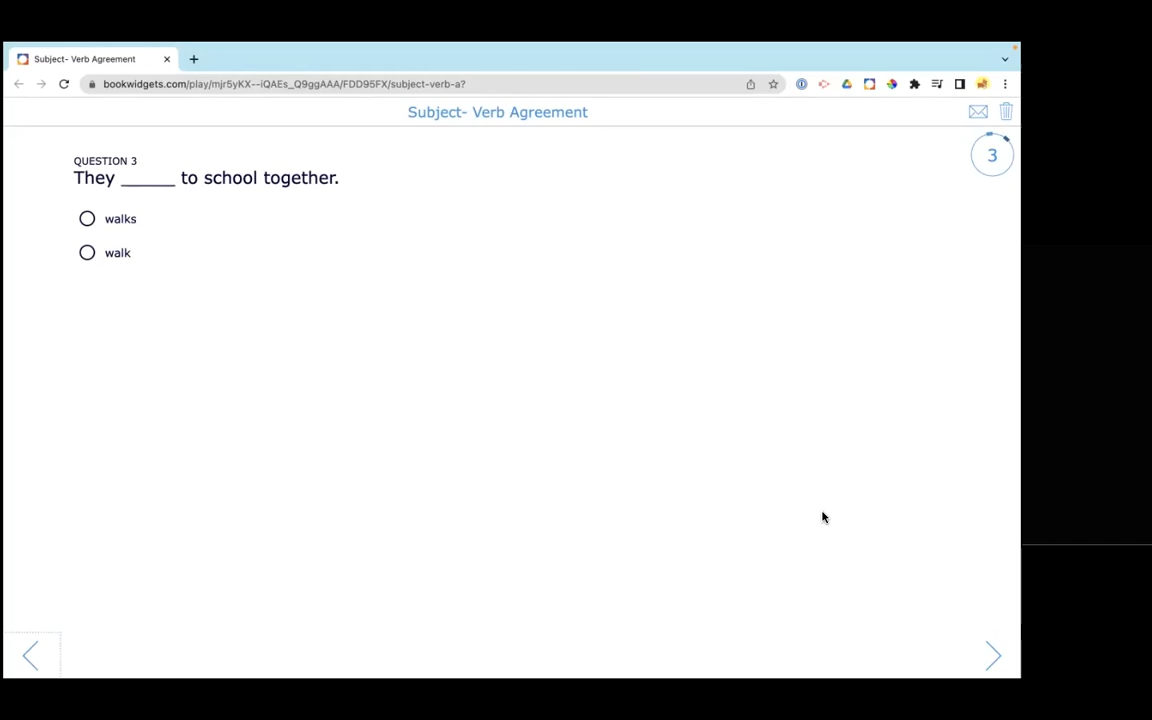 Subject- Verb Agreement
bookwidgets.com/play/mjr5yKX--iQAEs_Q9ggAAA/FDD95FX/subject-verb-a?
Subject- Verb Agreement
QUESTION 3
3
They ______ to school together.
walks
walk